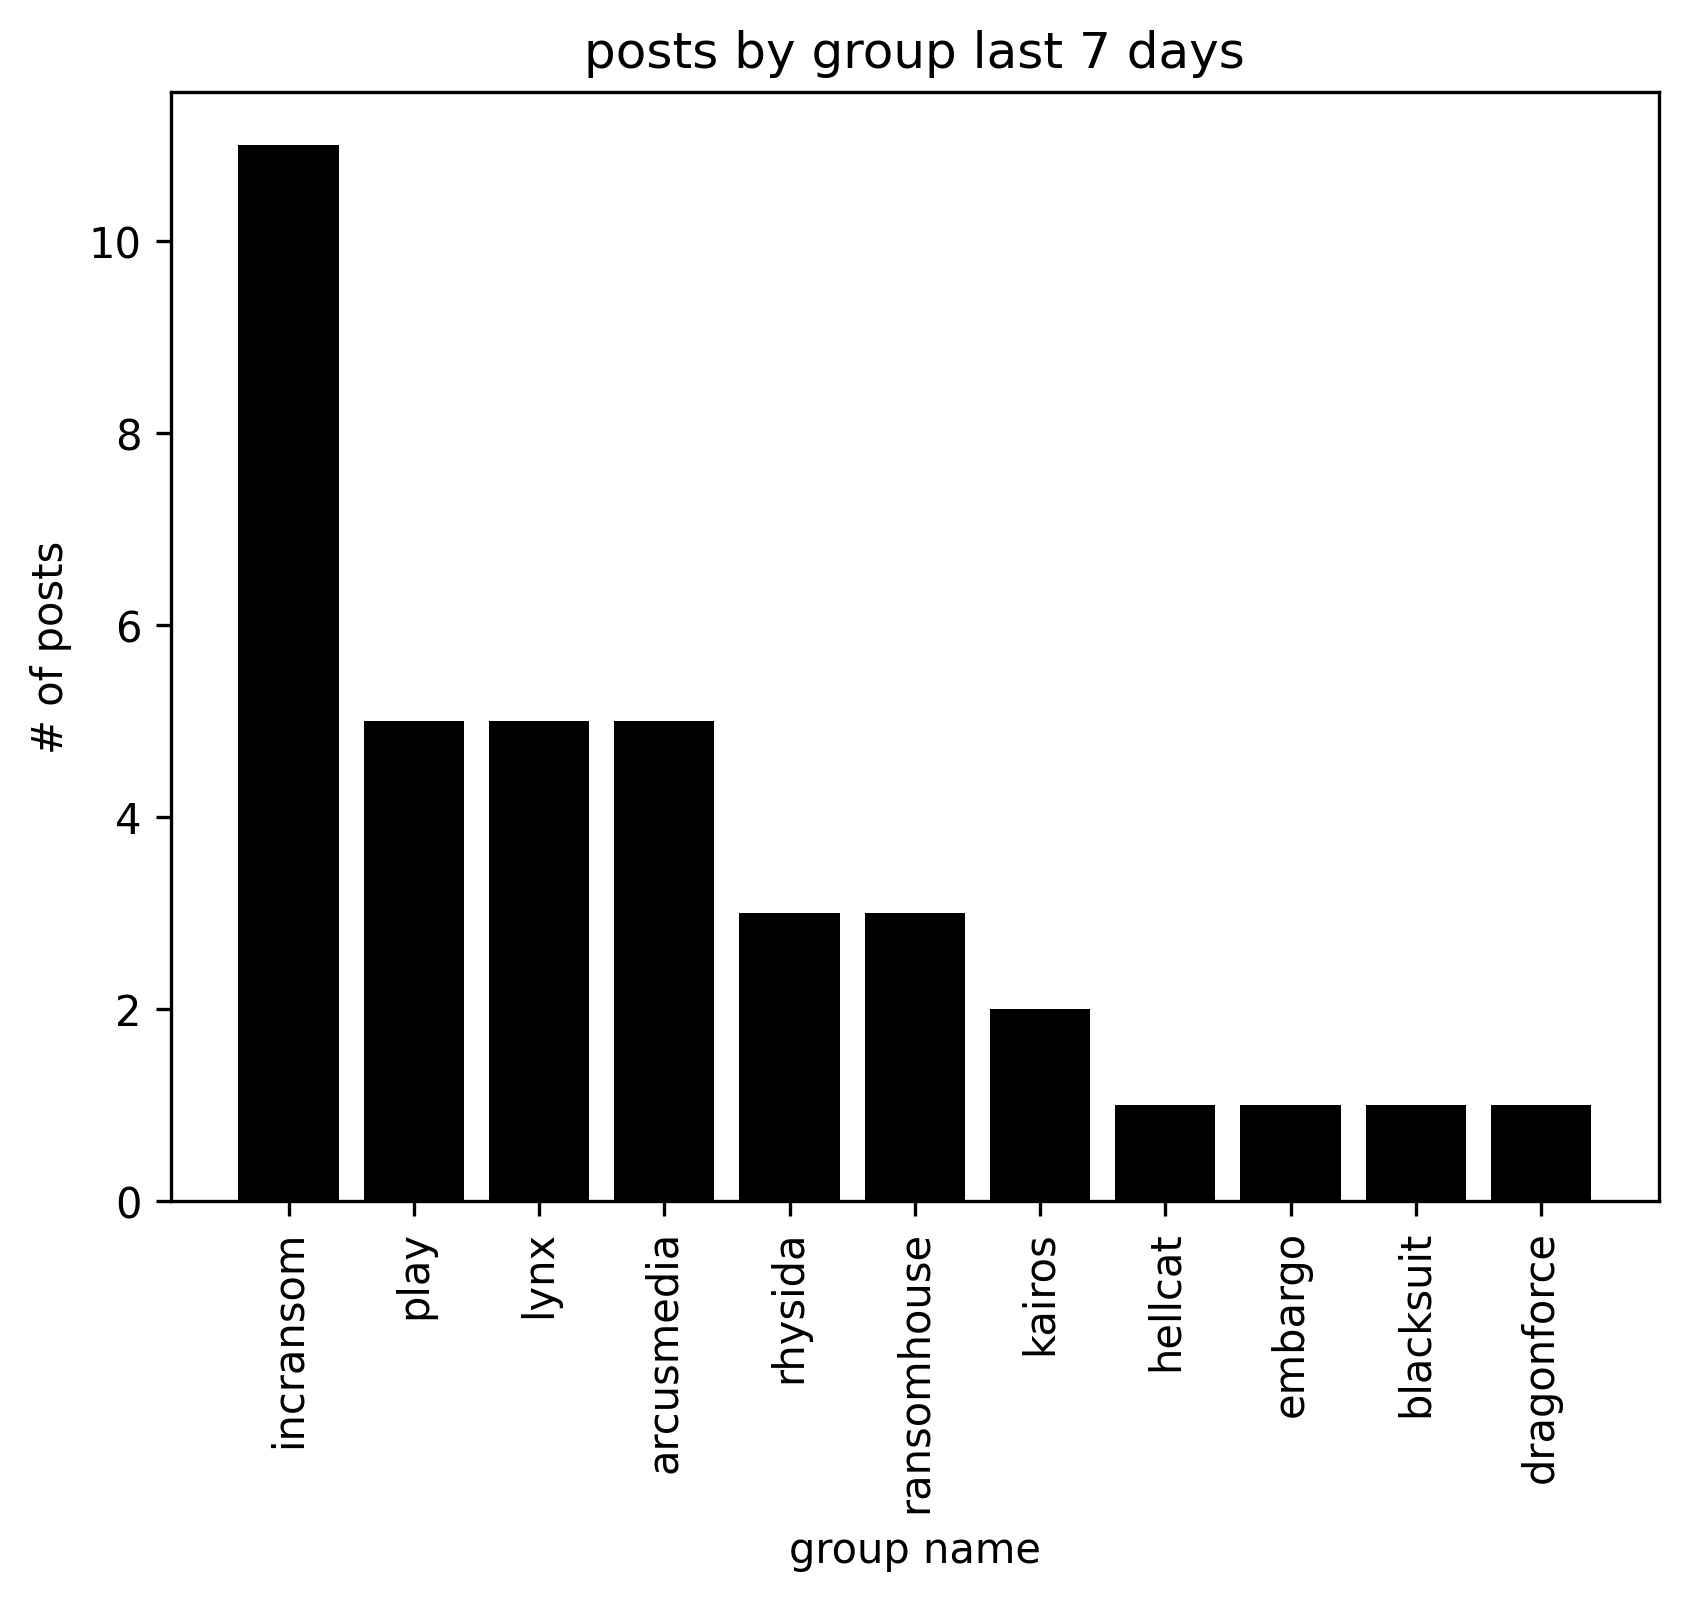 posts by group last 7 days
# of posts
10
8
6
4
2
0
incransom
play
lynx
arcusmedia
rhysida
ransomhouse
kairos
hellcat
embargo
blacksuit
dragonforce
group name